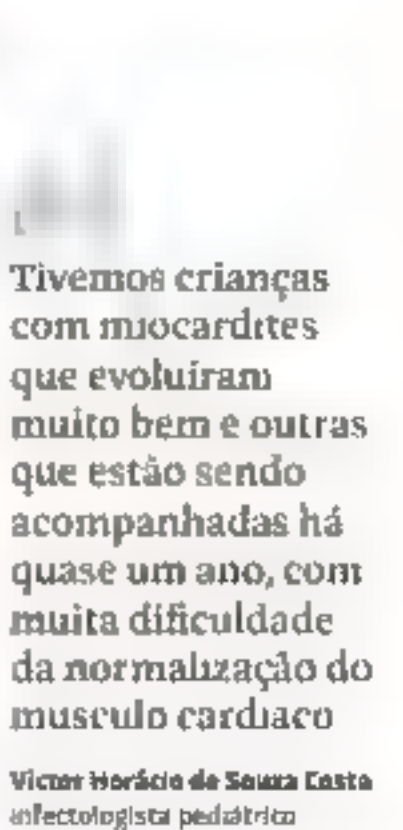 Tivemos crianças
com miocardites
que evoluíram
muito bem e outras
que estão sendo
acompanhadas há
quase um ano, com
muita dificuldade
da normalização do
músculo cardíaco
Victor Horácio de Souza Costa
infectologista pediátrico